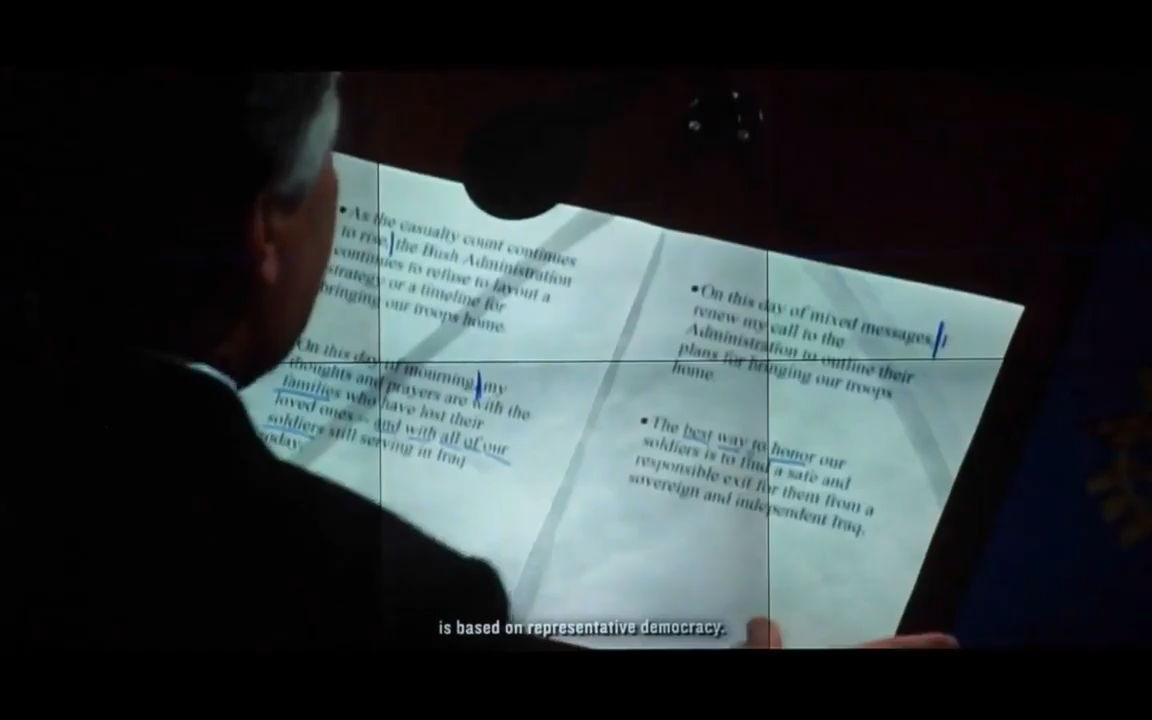 •As the casualty count continues
to rise, the Bush Administration
continues to refuse to layout a
strategy or a timeline for
bringing our troops home.
On this day of mourning, my
thoughts and prayers are with the
families who have lost their
loved ones – and with all of our
soldiers still serving in Iraq
today.
•On this day of mixed messages,
renew my call to the
Administration to outline their
plans for bringing our troops
home.
•The best way to honor our
soldiers is to find a safe and
responsible exit for them from a
sovereign and independent Iraq.
is based on representative democracy.